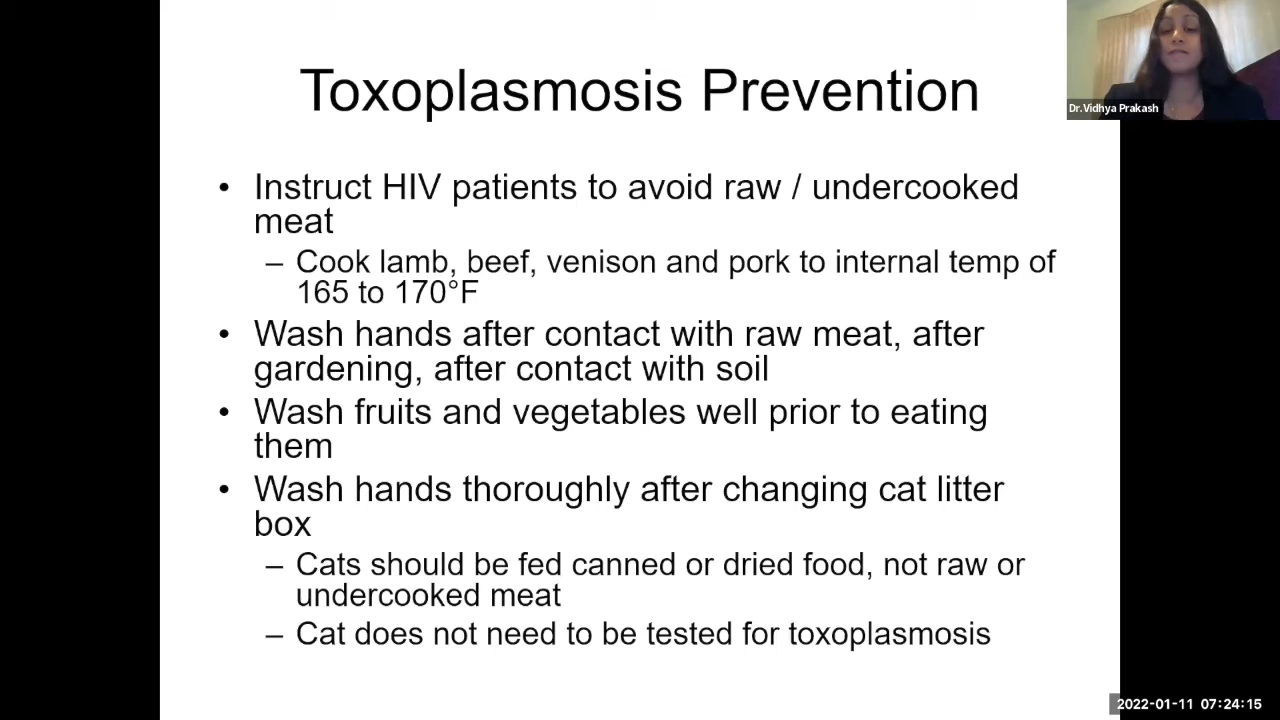 Toxoplasmosis Prevention
Dr.Vidhya Prakash
• Instruct HIV patients to avoid raw / undercooked
meat
– Cook lamb, beef, venison and pork to internal temp of
165 to 170°F
• Wash hands after contact with raw meat, after
gardening, after contact with soil
• Wash fruits and vegetables well prior to eating
them
• Wash hands thoroughly after changing cat litter
box
– Cats should be fed canned or dried food, not raw or
undercooked meat
– Cat does not need to be tested for toxoplasmosis
2022-01-11 07:24:15